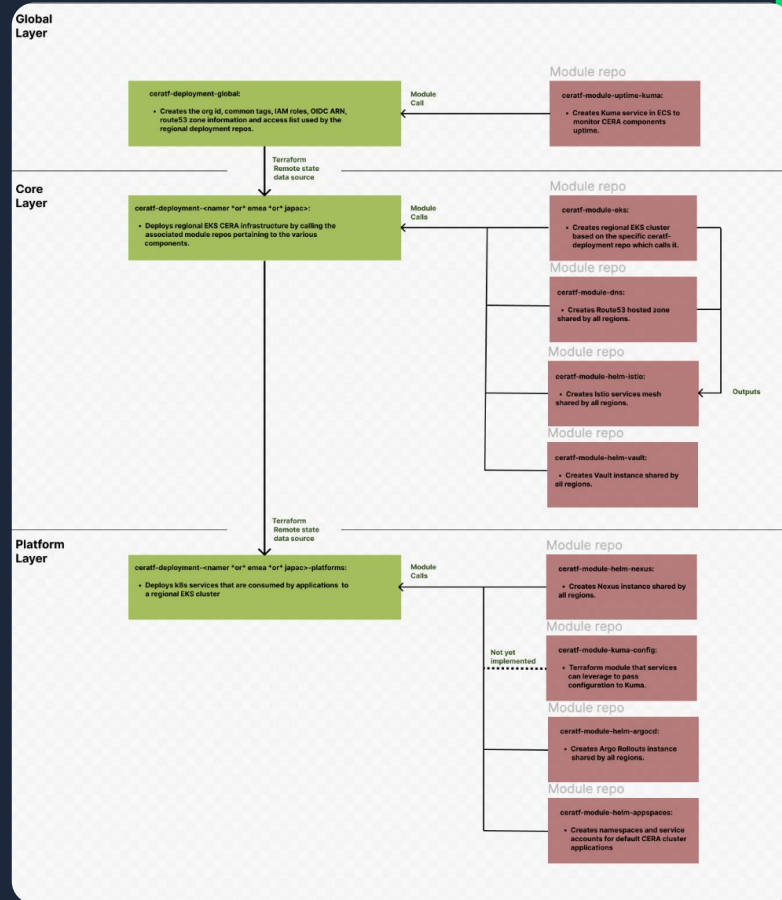 Global
Layer
Module repo
ceratf-deployment-global:
• Creates the org id, common tags, IAM roles, OIDC ARN,
route53 zone information and access list used by the
regional deployment repos.
Module
Call
ceratf-module-uptime-kuma:
• Creates Kuma service in ECS to
monitor CERA components
uptime.
Terraform
Remote state
data source
Core
Layer
Module repo
ceratf-deployment-<namer *or* emea *or* japac>:
• Deploys regional EKS CERA infrastructure by calling the
associated module repos pertaining to the various
components.
Module
Calls
ceratf-module-eks:
• Creates regional EKS cluster
based on the specific ceratf-
deployment repo which calls it.
Module repo
ceratf-module-dns:
• Creates Route53 hosted zone
shared by all regions.
Module repo
ceratf-module-helm-istio:
• Creates Istio services mesh
shared by all regions.
Outputs
Module repo
ceratf-module-helm-vault:
• Creates Vault instance shared by
all regions.
Terraform
Remote state
data source
Platform
Layer
Module repo
ceratf-deployment-<namer *or* emea *or* japac>-platforms:
• Deploys k8s services that are consumed by applications to
a regional EKS cluster
Module
Calls
ceratf-module-helm-nexus:
• Creates Nexus instance shared by
all regions.
Module repo
Not yet
implemented
ceratf-module-kuma-config:
• Terraform module that services
can leverage to pass
configuration to Kuma.
Module repo
ceratf-module-helm-argocd:
• Creates Argo Rollouts instance
shared by all regions.
Module repo
ceratf-module-helm-appspaces:
• Creates namespaces and service
accounts for default CERA cluster
applications